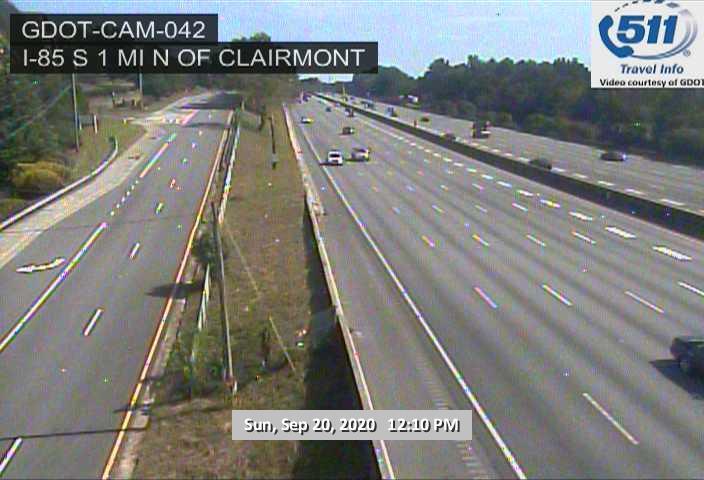 GDOT-CAM-042
I-85 S 1 MI N OF CLAIRMONT
511
Travel Info
Video courtesy of GDOT
Sun, Sep 20, 2020 12:10 PM